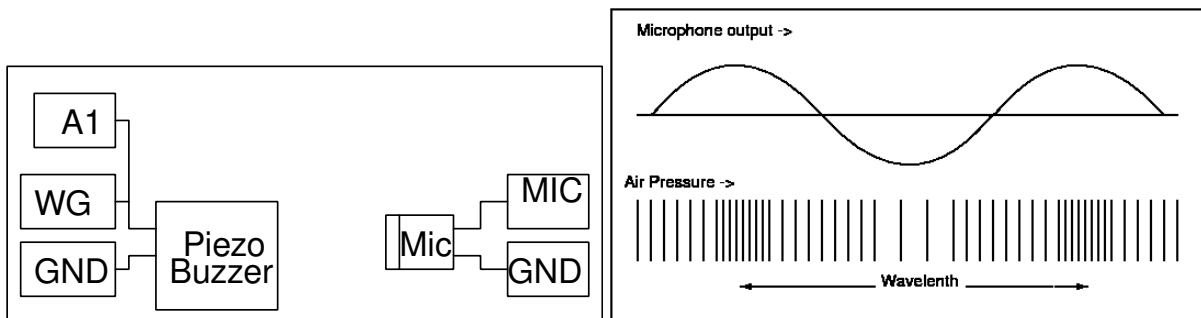 A1
WG
GND
Piezo
Buzzer
Mic
MIC
GND
Microphone output ->
Air Pressure ->
Wavelenth